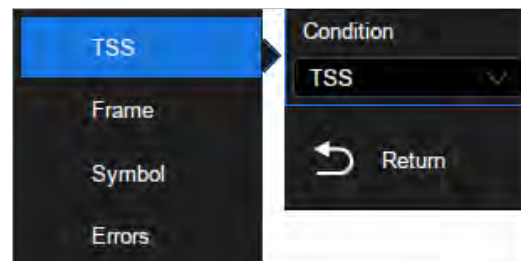 TSS
Frame
Symbol
Errors
Condition
TSS
Return